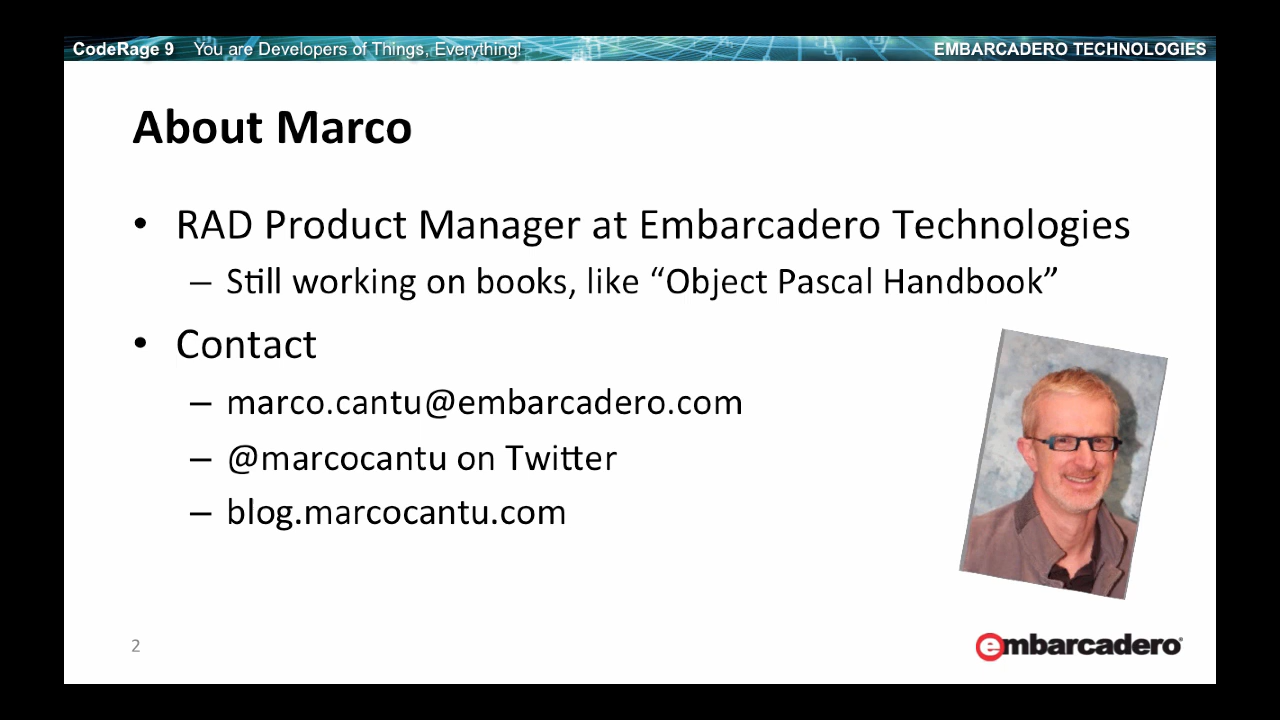 CodeRage 9 You are Developers of Things, Everything! EMBARCADERO TECHNOLOGIES
About Marco
• RAD Product Manager at Embarcadero Technologies
– Still working on books, like “Object Pascal Handbook”
• Contact
– marco.cantu@embarcadero.com
– @marcocantu on Twitter
– blog.marcocantu.com
2
embarcadero